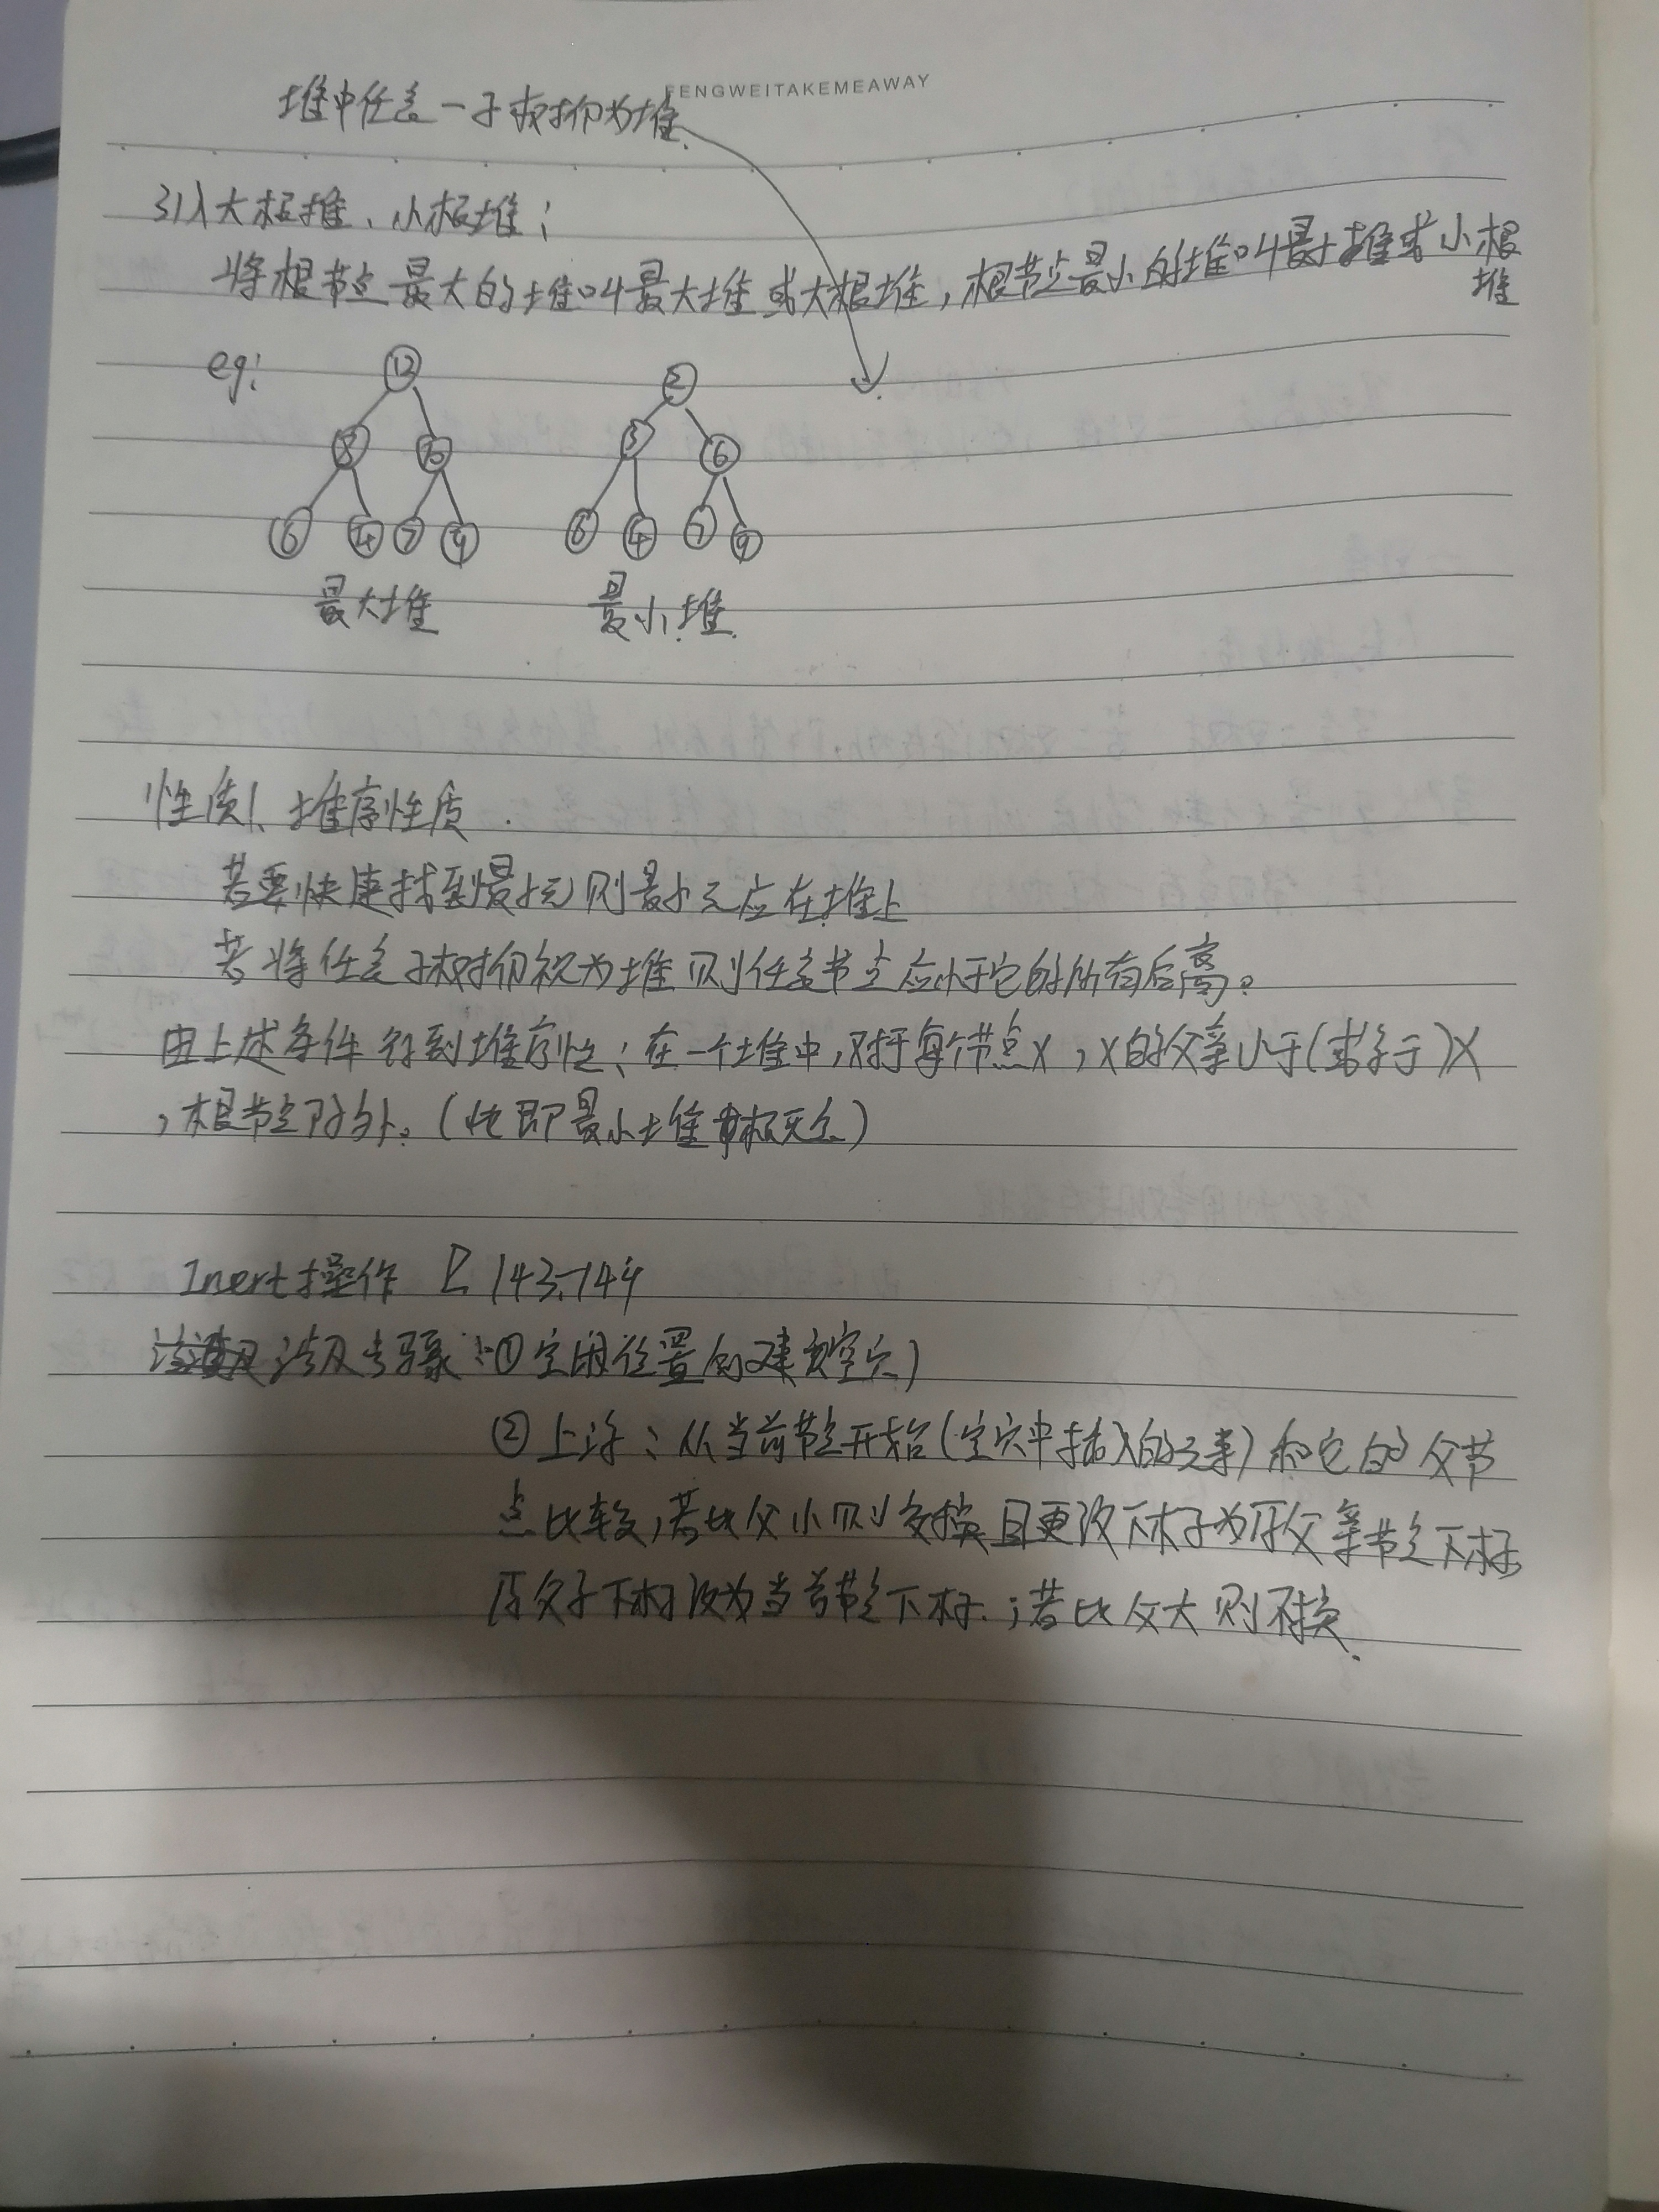 FENGWEITAKEMEAWAY
堆中任意一子树仍为堆.
引入大根堆、小根堆:
将根节点最大的堆叫最大堆或大根堆,根节点最小的堆叫最小堆或小根
堆
eg:
12
2
8 10
3 6
6 4 7 9
6 4 7 9
最大堆 最小堆.
性质1、堆序性质.
若要快速找到最小元则最小元应在堆上
若将任意子树仍视为堆则任意节点应小于它的所有后裔。
由上述条件得到堆序性:在一个堆中,对于每个节点X,X的父亲小于(或等于)X
,根节点除外。(也即最小堆
Inert操作 P 143-144
涉及步骤:①空闲位置创建空穴)
②上滤:从当前节点开始(空穴中插入的元素)和它的父节
点比较,若比父小则交换且更改下标为原父亲节点下标
原父子下标改为当前节点下标.;若比父大则不换.